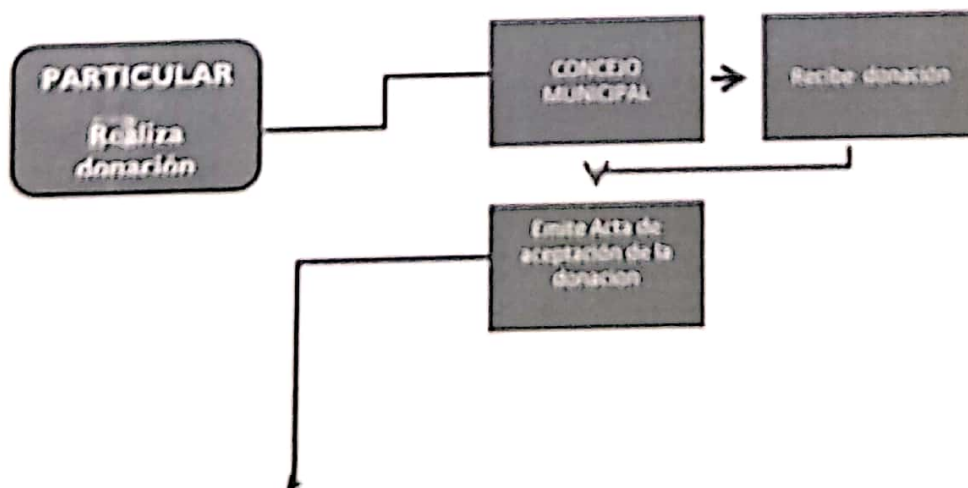 PARTICULAR
Realiza
donación
CONCEJO
MUNICIPAL
Recibe donación
Emite Acta de
aceptación de la
donacion